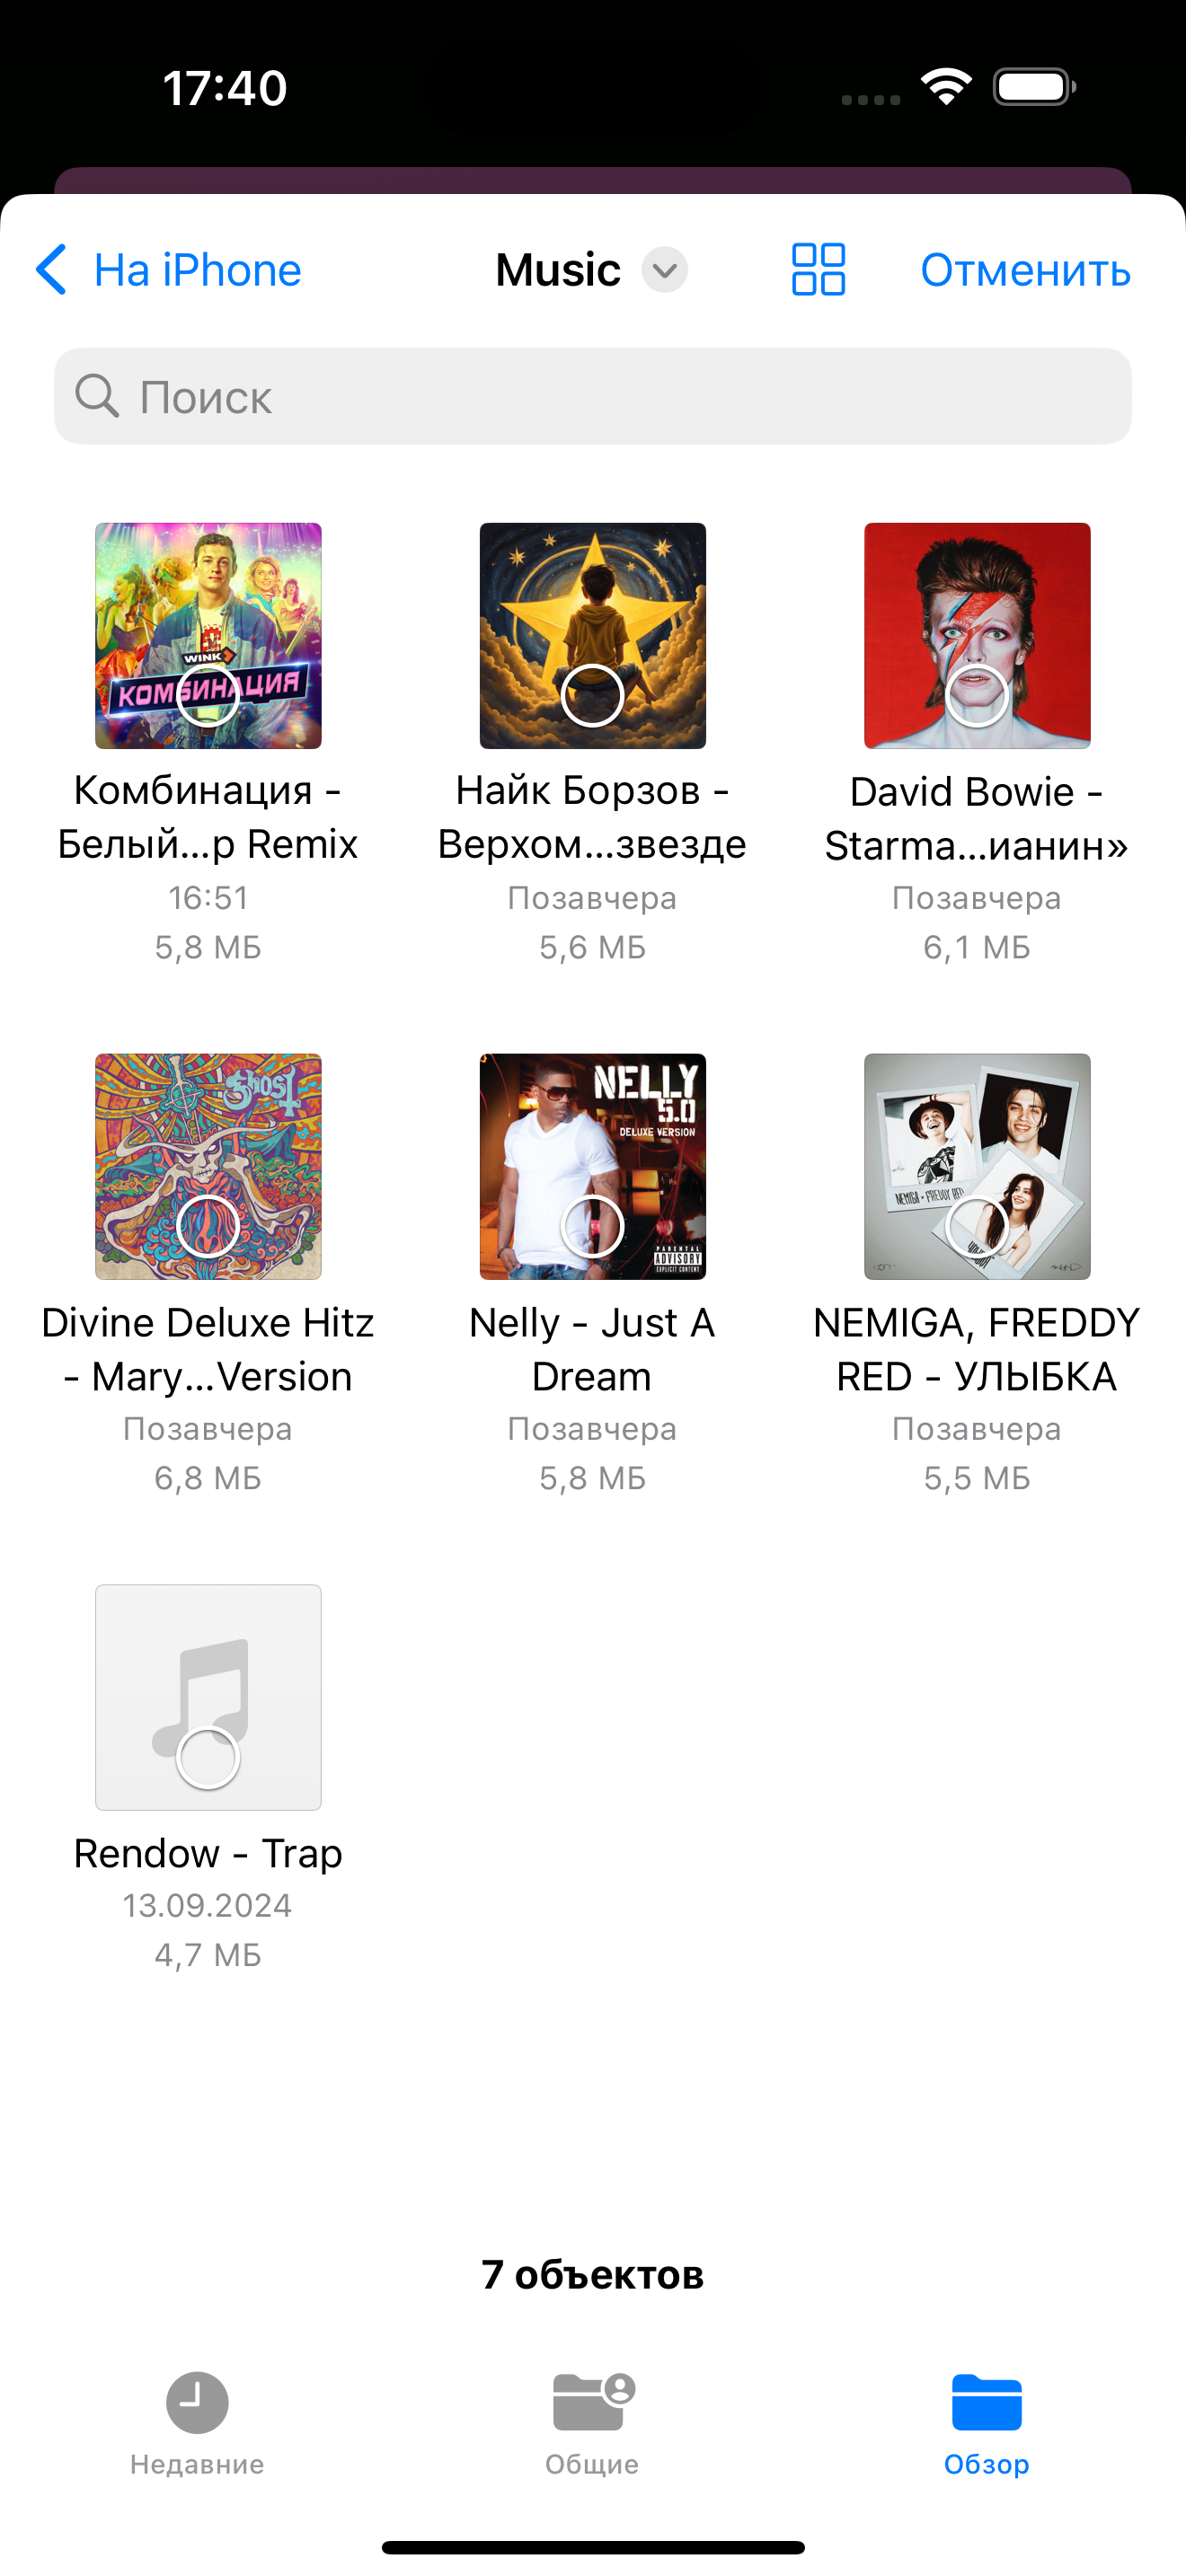 17:40
На iPhone
Music
Отменить
Поиск
WINK
КОМБИНАЦИЯ
Комбинация -
Белый...р Remix
16:51
5,8 МБ
Найк Борзов -
Верхом...звезде
Позавчера
5,6 МБ
David Bowie -
Starma...ианин»
Позавчера
6,1 МБ
Ghost
Divine Deluxe Hitz
- Mary...Version
Позавчера
6,8 МБ
NELLY
5.0
DELUXE VERSION
PARENTAL
ADVISORY
EXPLICIT CONTENT
Nelly - Just A
Dream
Позавчера
5,8 МБ
NEMIGA - FREDDY RED
NEMIGA, FREDDY
RED - УЛЫБКА
Позавчера
5,5 МБ
Rendow - Trap
13.09.2024
4,7 МБ
7 объектов
Недавние
Общие
Обзор